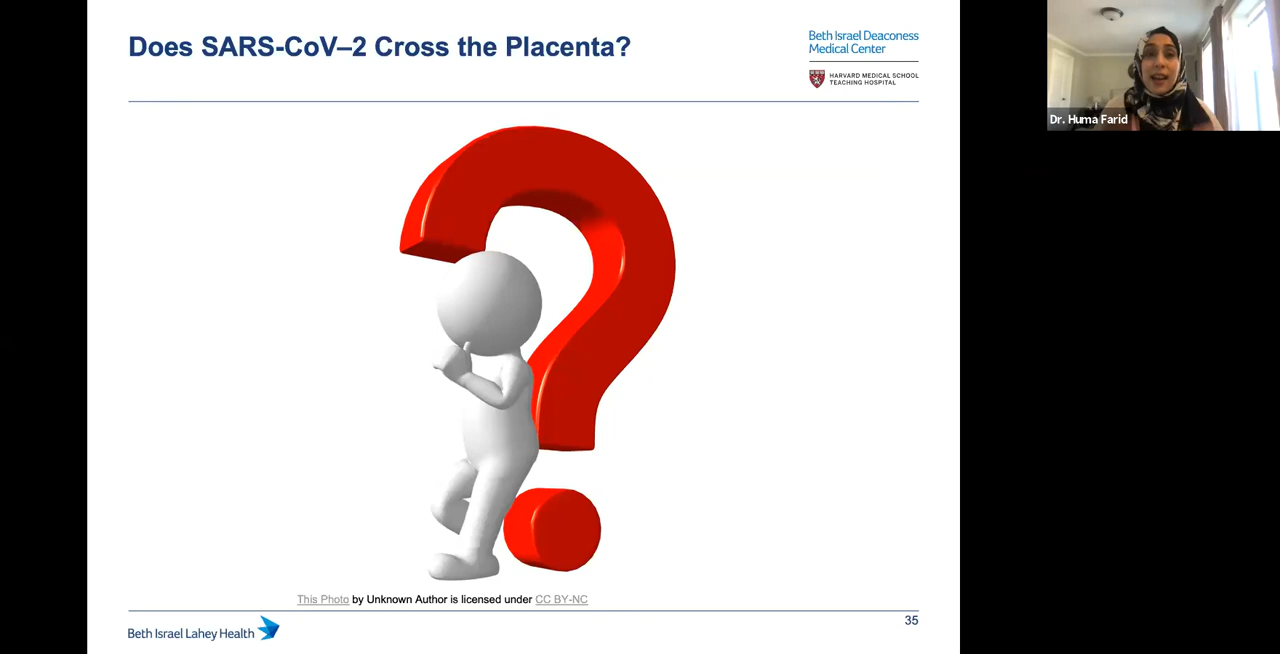 Does SARS-CoV–2 Cross the Placenta?
Beth Israel Deaconess
Medical Center
HARVARD MEDICAL SCHOOL
TEACHING HOSPITAL
Dr. Huma Farid
This Photo by Unknown Author is licensed under CC BY-NC
35
Beth Israel Lahey Health